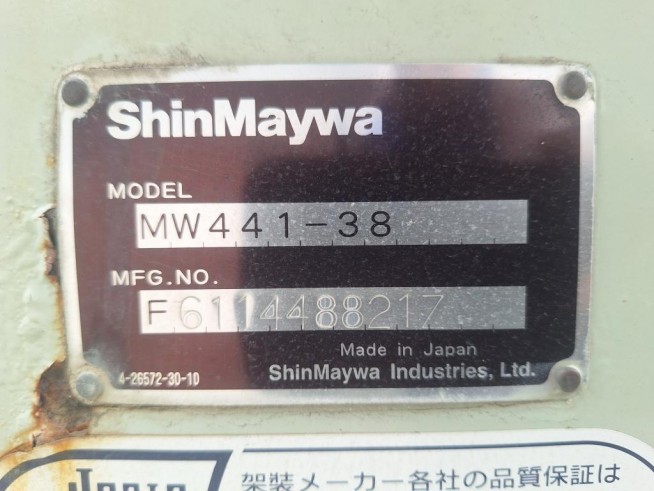 ShinMaywa
MODEL
MW441-38
MFG.NO.
F6114488217
Made in Japan
4-26572-30-1D
ShinMaywa Industries, Ltd.
架装メーカー各社の品質保証は